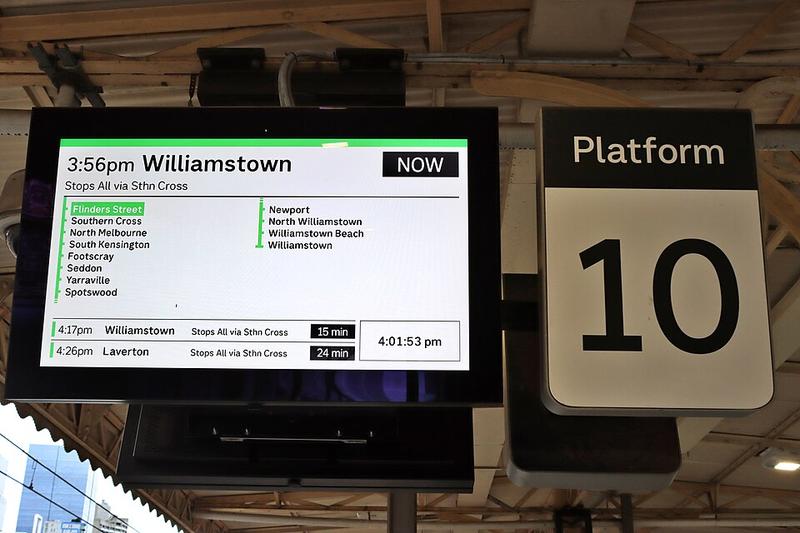 3:56pm Williamstown NOW
Stops All via Sthn Cross
Flinders Street
Southern Cross
North Melbourne
South Kensington
Footscray
Seddon
Yarraville
Spotswood
Newport
North Williamstown
Williamstown Beach
Williamstown
4:17pm Williamstown Stops All via Sthn Cross 15 min
4:26pm Laverton Stops All via Sthn Cross 24 min
4:01:53 pm
Platform
10